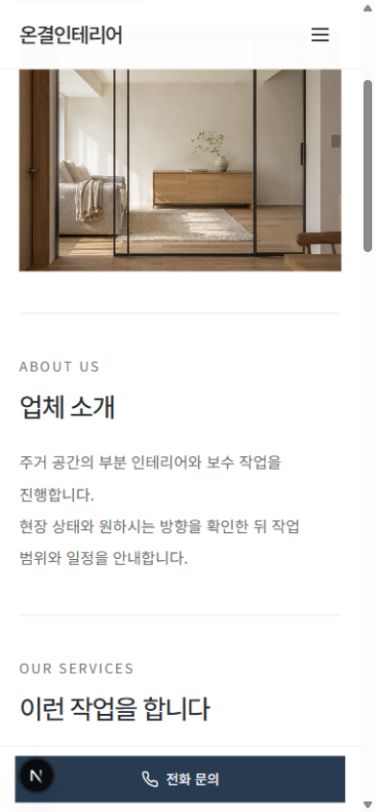 온결인테리어
ABOUT US
업체 소개
주거 공간의 부분 인테리어와 보수 작업을
진행합니다.
현장 상태와 원하시는 방향을 확인한 뒤 작업
범위와 일정을 안내합니다.
OUR SERVICES
이런 작업을 합니다
N
전화 문의